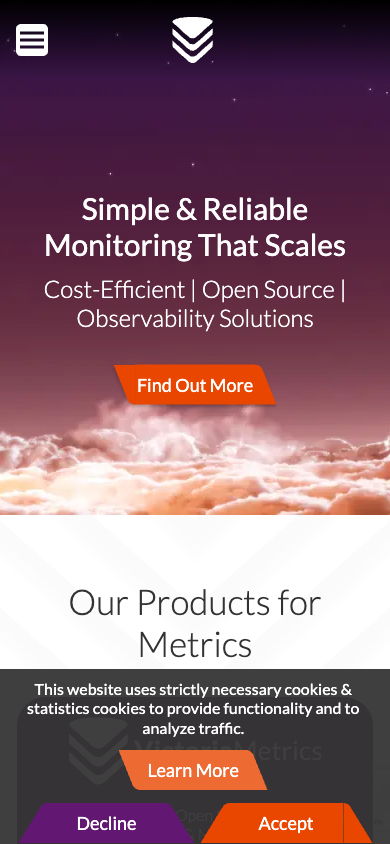 Simple & Reliable
Monitoring That Scales
Cost-Efficient | Open Source |
Observability Solutions
Find Out More
Our Products for
Metrics
This website uses strictly necessary cookies &
statistics cookies to provide functionality and to
analyze traffic.
VictoriaMetrics
Learn More
Open
Decline
Accept